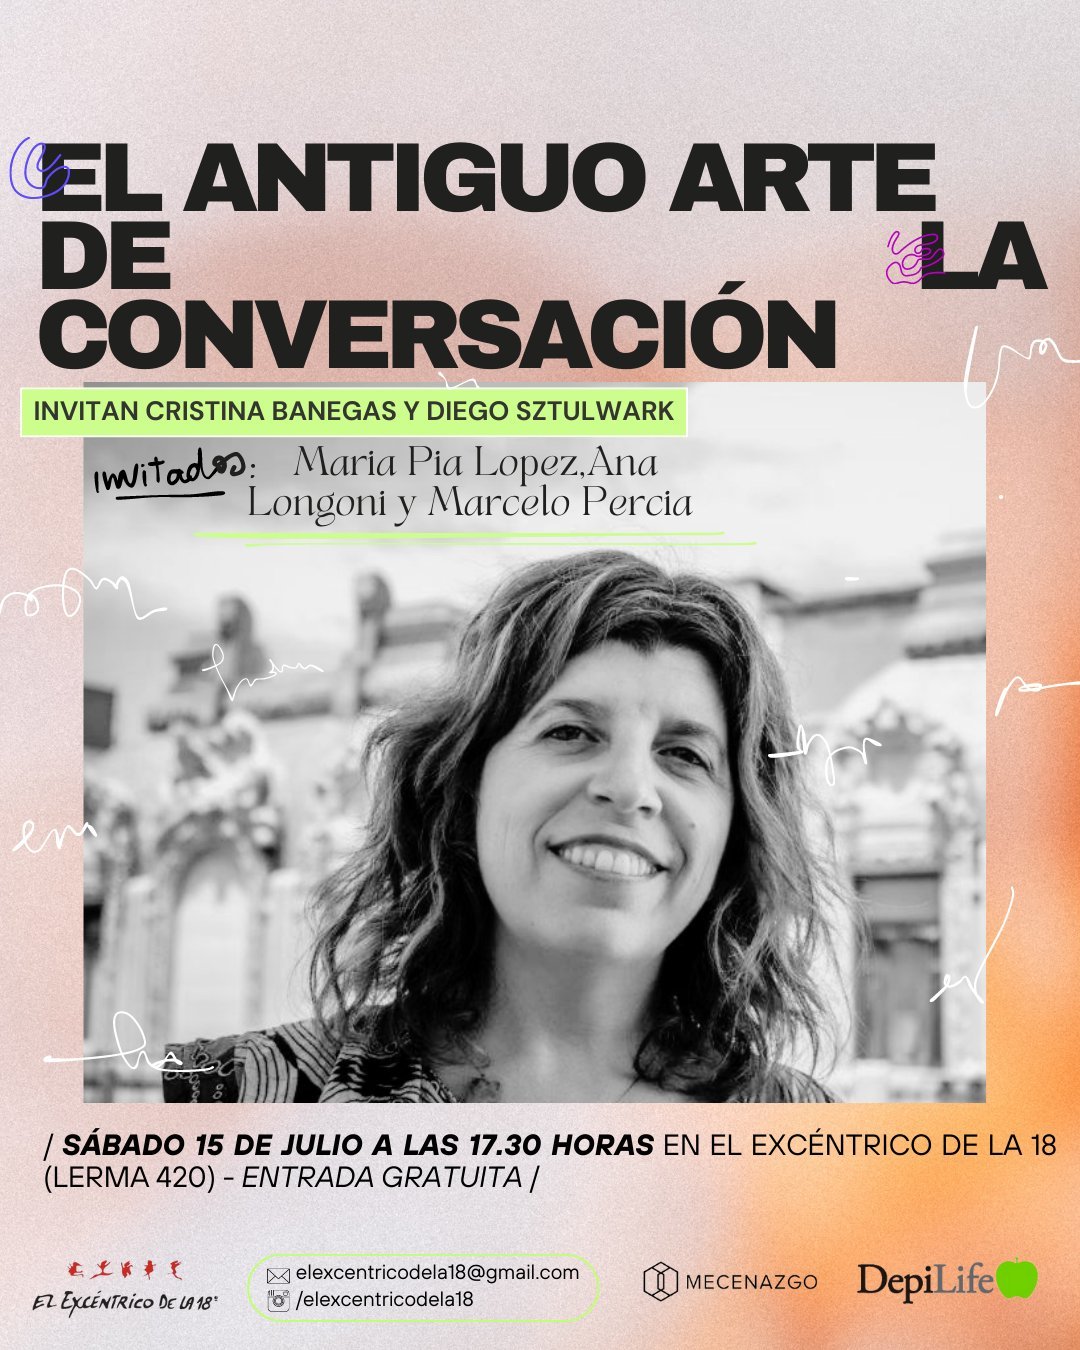 EL ANTIGUO ARTE
DE LA
CONVERSACIÓN
INVITAN CRISTINA BANEGAS Y DIEGO SZTULWARK
invitados: Maria Pia Lopez,Ana
Longoni y Marcelo Percia
/ SÁBADO 15 DE JULIO A LAS 17.30 HORAS EN EL EXCÉNTRICO DE LA 18
(LERMA 420) - ENTRADA GRATUITA /
EL EXCÉNTRICO DE LA 18º
elexcentricodela18@gmail.com
/elexcentricodela18
MECENAZGO
DepiLife